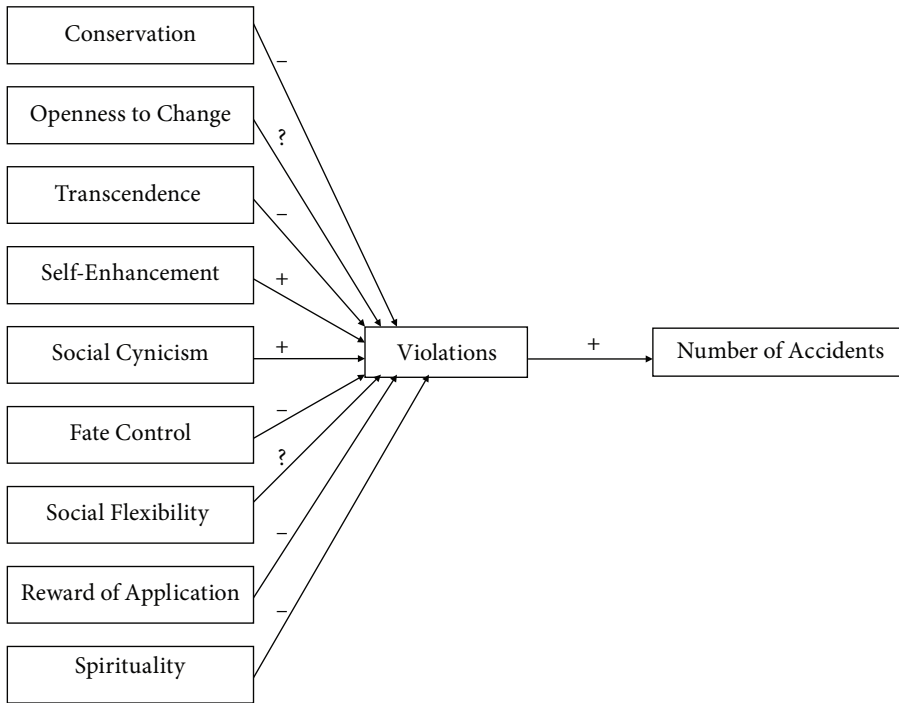 Conservation
−
Openness to Change
?
Transcendence
−
Self-Enhancement
+
Social Cynicism
+
Violations
+
Number of Accidents
Fate Control
−
Social Flexibility
?
Reward of Application
−
Spirituality
−